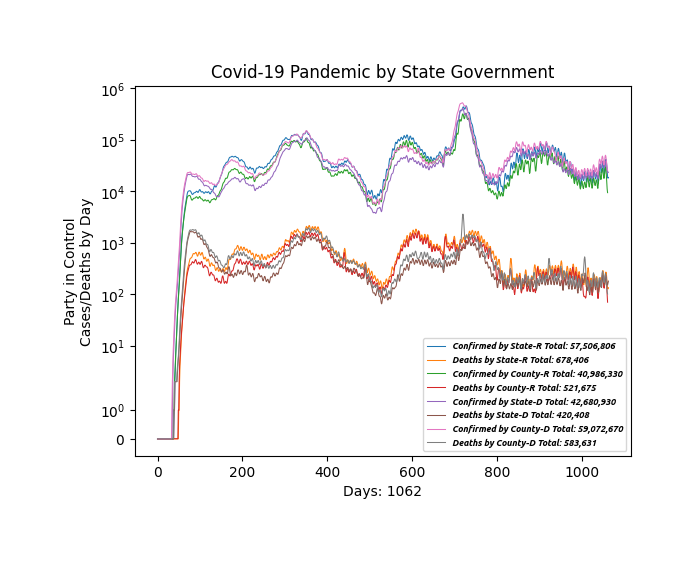 Covid-19 Pandemic by State Government
Party in Control
Cases/Deaths by Day
10^6
10^5
10^4
10^3
10^2
10^1
10^0
0
Confirmed by State-R Total: 57,506,806
Deaths by State-R Total: 678,406
Confirmed by County-R Total: 40,986,330
Deaths by County-R Total: 521,675
Confirmed by State-D Total: 42,680,930
Deaths by State-D Total: 420,408
Confirmed by County-D Total: 59,072,670
Deaths by County-D Total: 583,631
0 200 400 600 800 1000
Days: 1062